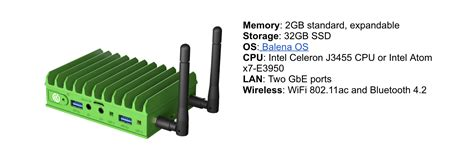 Memory: 2GB standard, expandable
Storage: 32GB SSD
OS: Balena OS
CPU: Intel Celeron J3455 CPU or Intel Atom
x7-E3950
LAN: Two GbE ports
Wireless: WiFi 802.11ac and Bluetooth 4.2